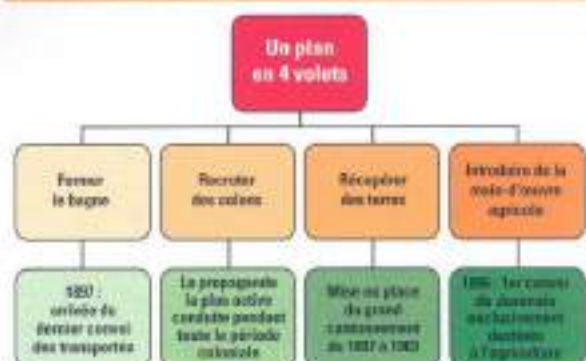 Un plan
en 4 volets
Fermer
le bagne
Recruter
des colons
Récupérer
des terres
Introduire de la
main-d'œuvre
agricole
1897 :
arrivée du
dernier convoi
des transportés
La propagande
la plus active
conduite pendant
toute la période
coloniale
Mise en place
du grand
cantonnement
de 1897 à 1903
1er convoi
de Javanais
exclusivement
destinés
à l'agriculture